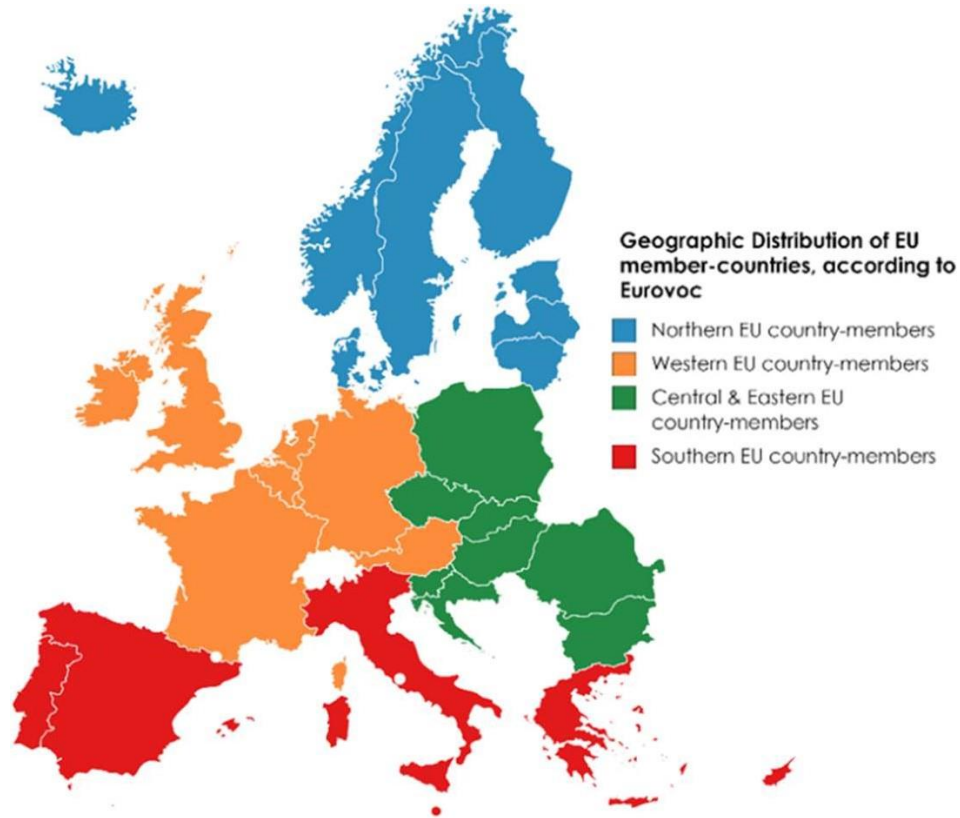 Geographic Distribution of EU
member-countries, according to
Eurovoc
Northern EU country-members
Western EU country-members
Central & Eastern EU
country-members
Southern EU country-members